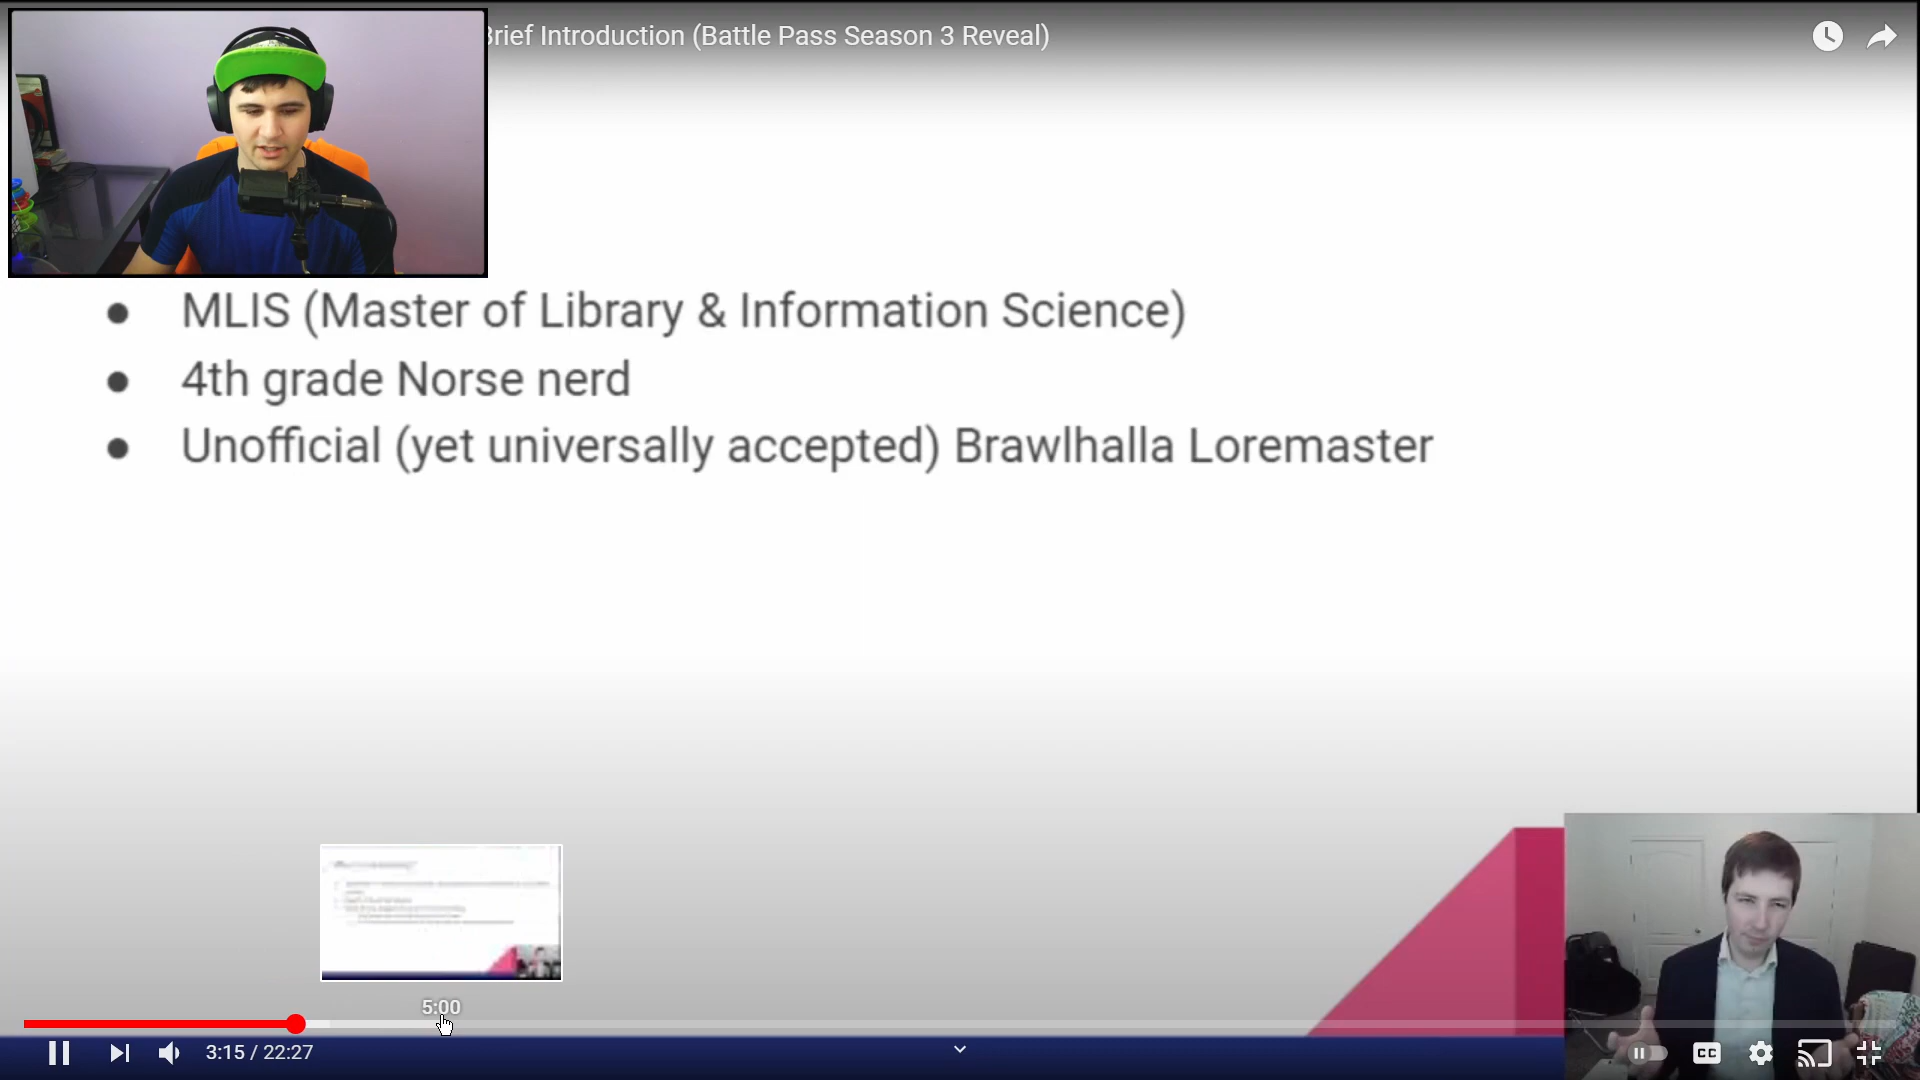 Brief Introduction (Battle Pass Season 3 Reveal)
MLIS (Master of Library & Information Science)
4th grade Norse nerd
Unofficial (yet universally accepted) Brawlhalla Loremaster
5:00
3:15 / 22:27
CC